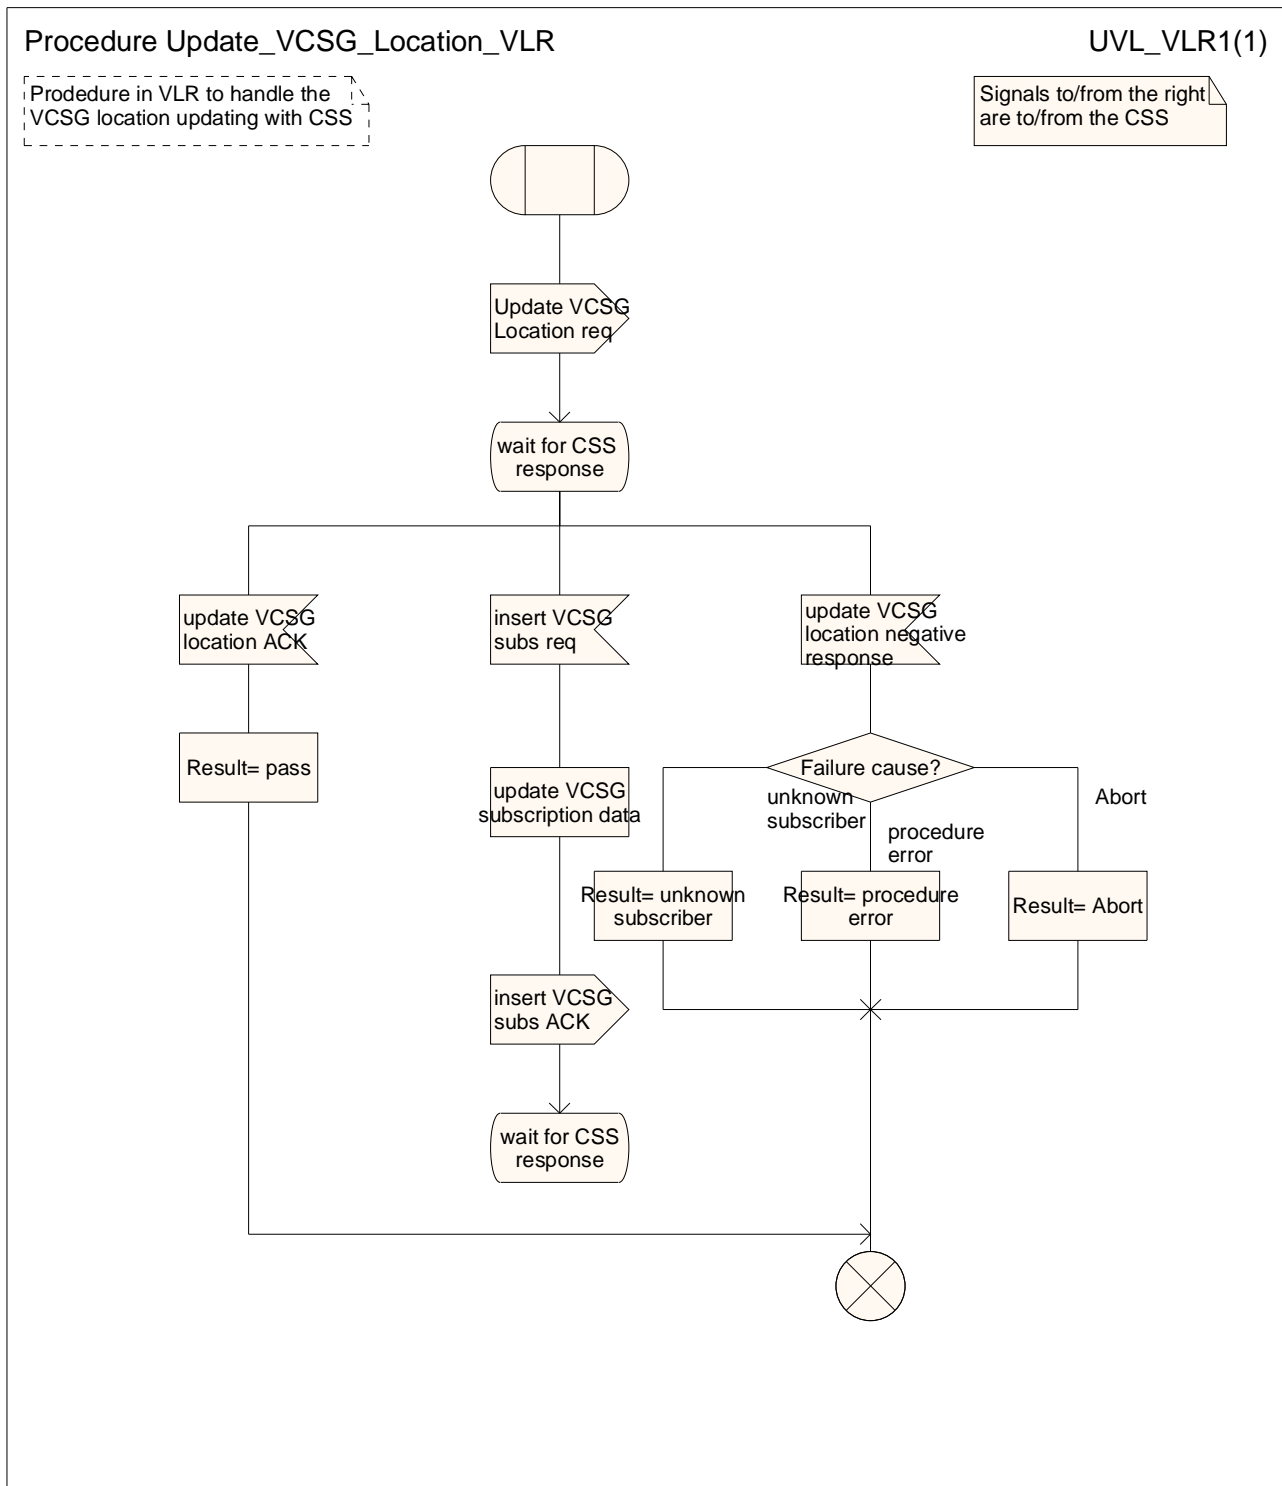 Procedure Update_VCSG_Location_VLR
UVL_VLR1(1)
Prodedure in VLR to handle the
VCSG location updating with CSS
Signals to/from the right
are to/from the CSS
Update VCSG
Location req
wait for CSS
response
update VCSG
location ACK
insert VCSG
subs req
update VCSG
location negative
response
Result= pass
update VCSG
subscription data
Failure cause?
unknown
subscriber
procedure
error
Abort
Result= unknown
subscriber
Result= procedure
error
Result= Abort
insert VCSG
subs ACK
wait for CSS
response